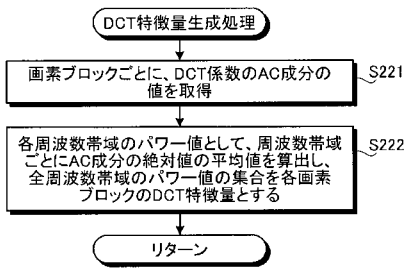 DCT特徴量生成処理
画素ブロックごとに、DCT係数のAC成分の
値を取得
S221
各周波数帯域のパワー値として、周波数帯域
ごとにAC成分の絶対値の平均値を算出し、
全周波数帯域のパワー値の集合を各画素
ブロックのDCT特徴量とする
S222
リターン